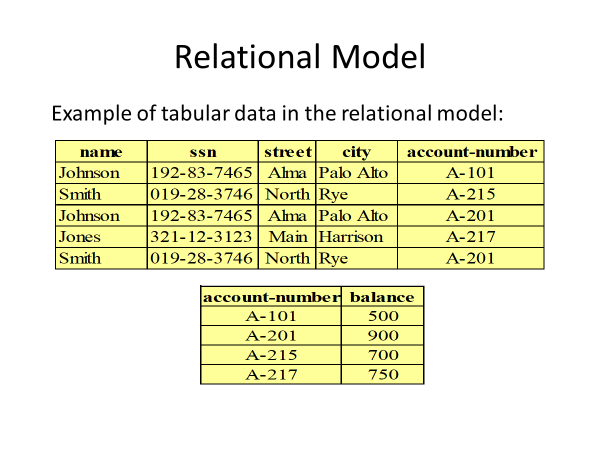 Relational Model
Example of tabular data in the relational model:
name ssn street city account-number
Johnson 192-83-7465 Alma Palo Alto A-101
Smith 019-28-3746 North Rye A-215
Johnson 192-83-7465 Alma Palo Alto A-201
Jones 321-12-3123 Main Harrison A-217
Smith 019-28-3746 North Rye A-201
account-number balance
A-101 500
A-201 900
A-215 700
A-217 750